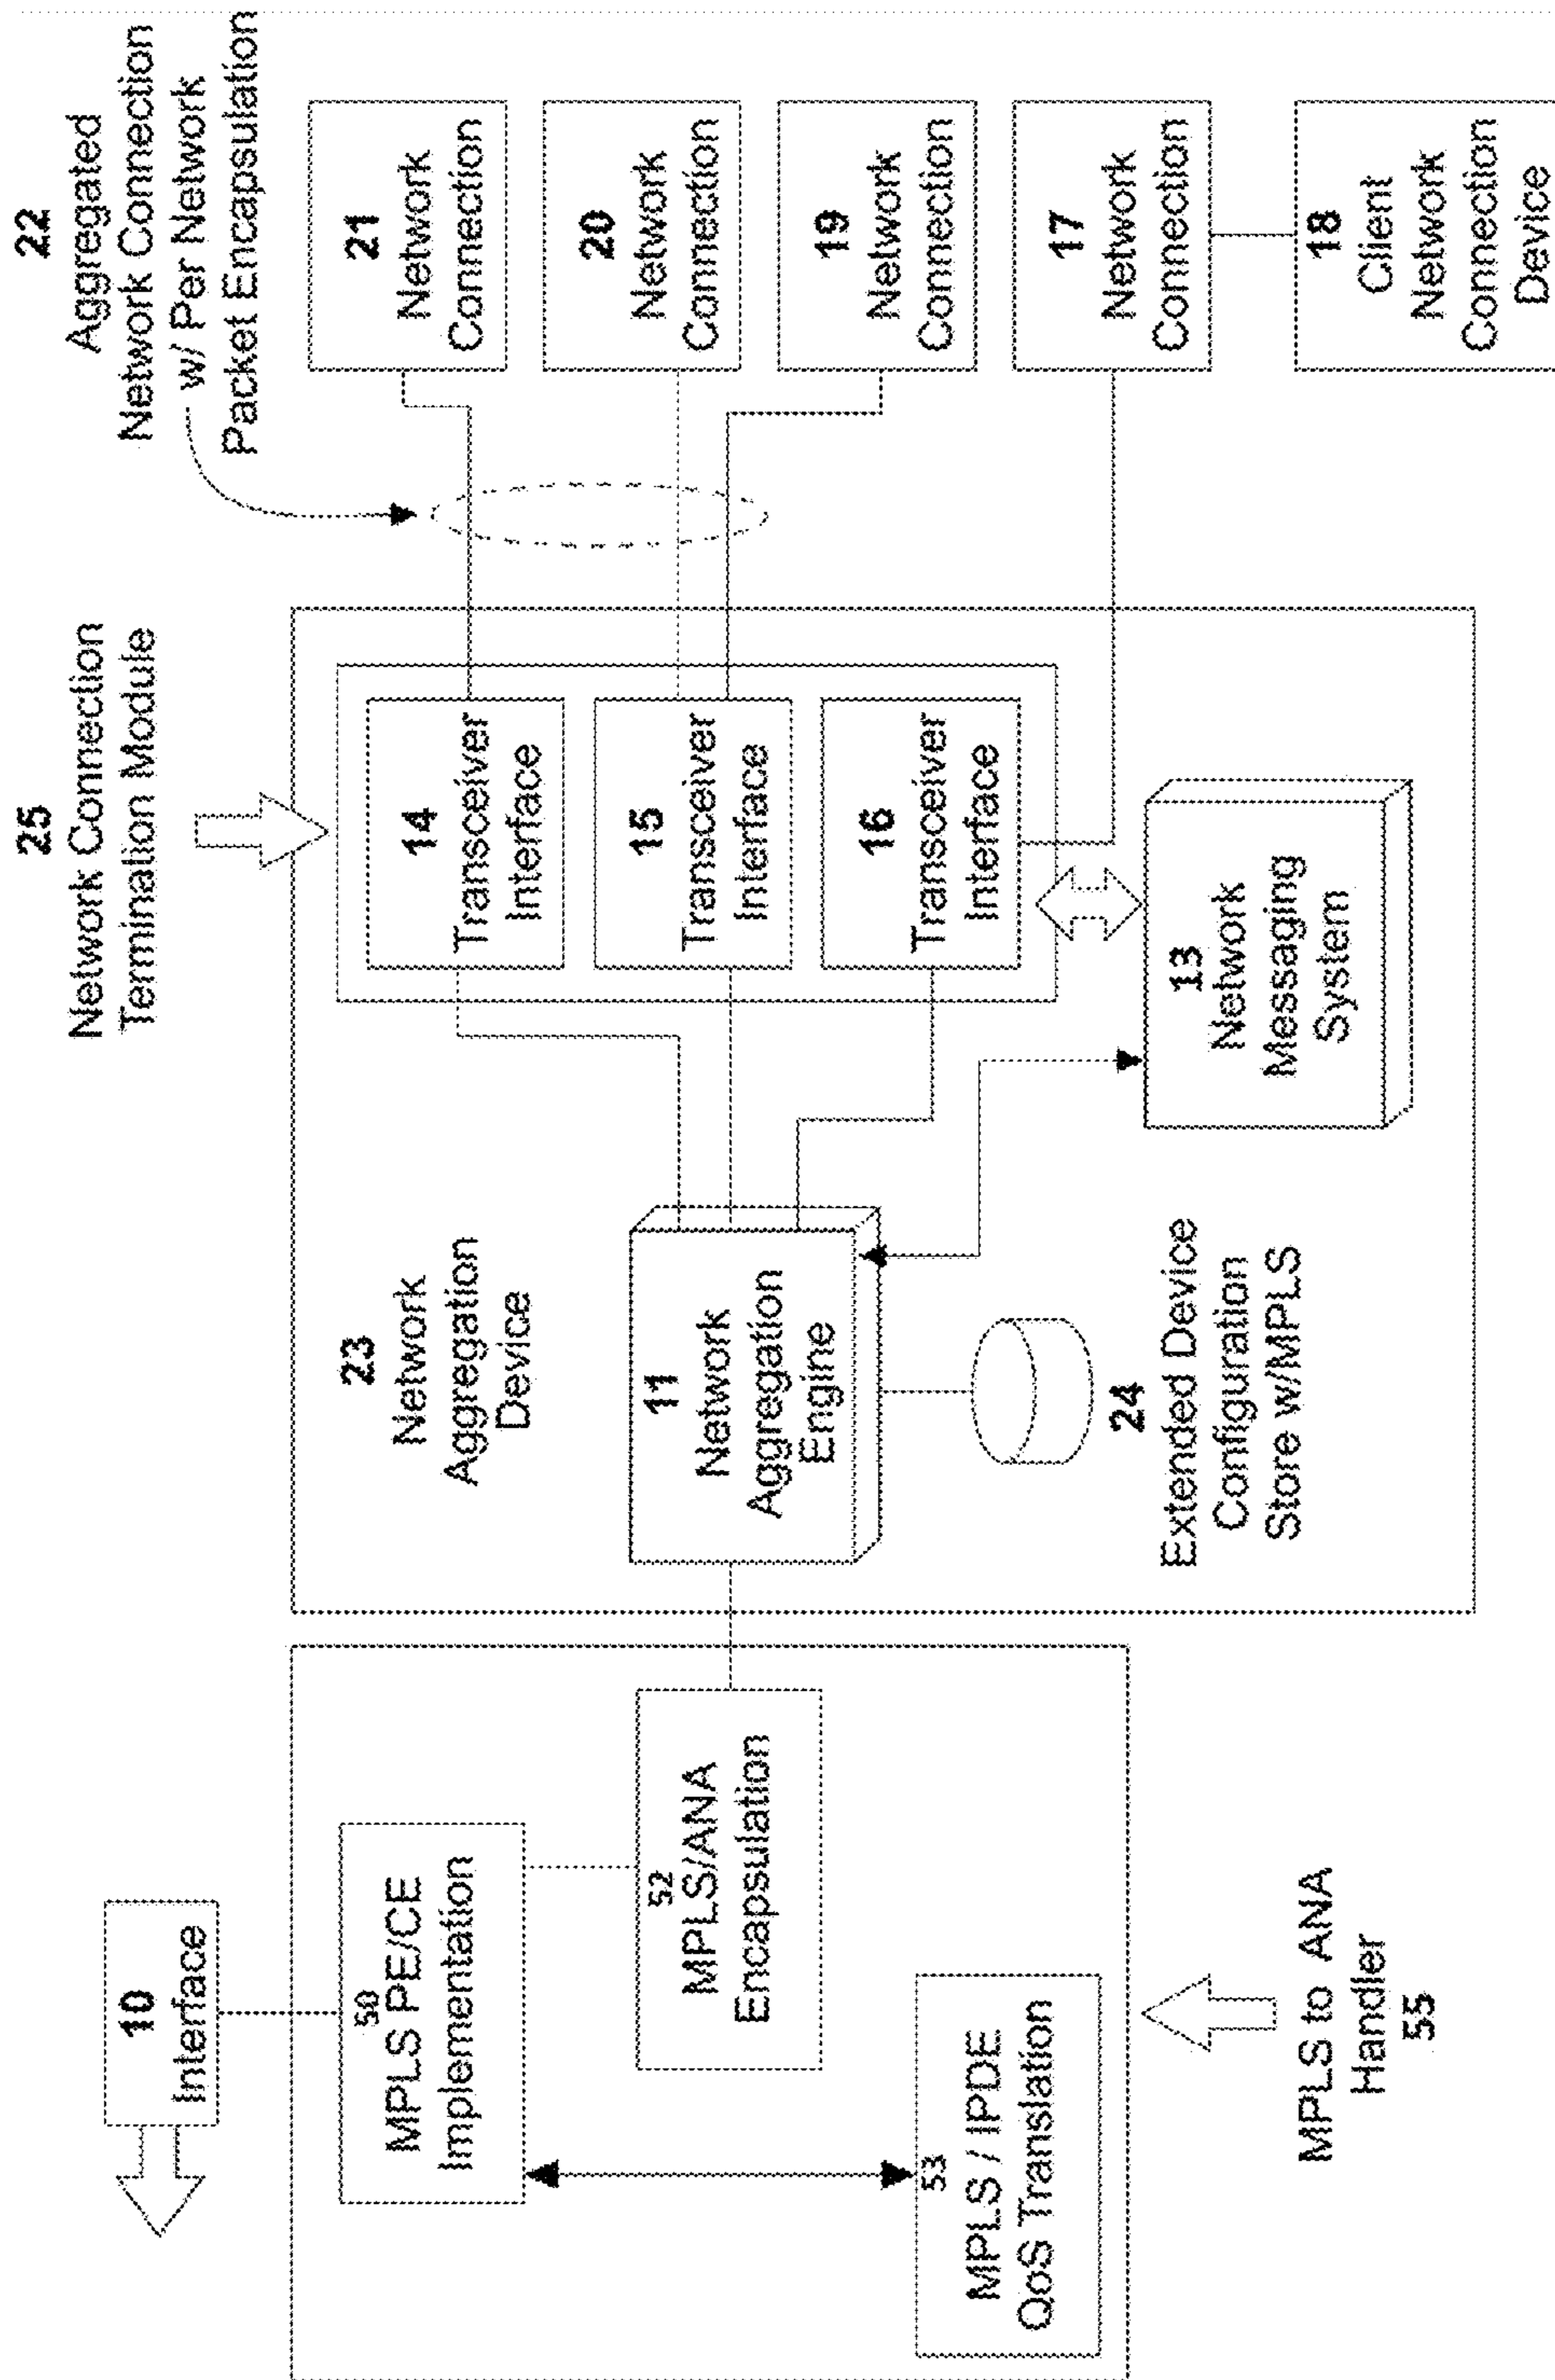 10
Interface
50
MPLS PE/CE
Implementation
52
MPLS/ANA
Encapsulation
53
MPLS / IPDE
QoS Translation
MPLS to ANA
Handler
55
23
Network
Aggregation
Device
11
Network
Aggregation
Engine
24
Extended Device
Configuration
Store w/MPLS
25
Network Connection
Termination Module
14
Transceiver
Interface
15
Transceiver
Interface
16
Transceiver
Interface
13
Network
Messaging
System
22
Aggregated
Network Connection
w/ Per Network
Packet Encapsulation
21
Network
Connection
20
Network
Connection
19
Network
Connection
17
Network
Connection
18
Client
Network
Connection
Device